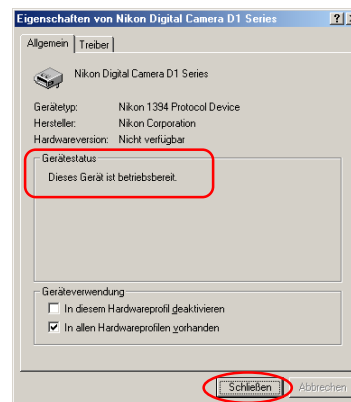 Eigenschaften von Nikon Digital Camera D1 Series
Allgemein Treiber
Nikon Digital Camera D1 Series
Gerätetyp: Nikon 1394 Protocol Device
Hersteller: Nikon Corporation
Hardwareversion: Nicht verfügbar
Gerätestatus
Dieses Gerät ist betriebsbereit.
Geräteverwendung
In diesem Hardwareprofil deaktivieren
In allen Hardwareprofilen vorhanden
Schließen Abbrechen